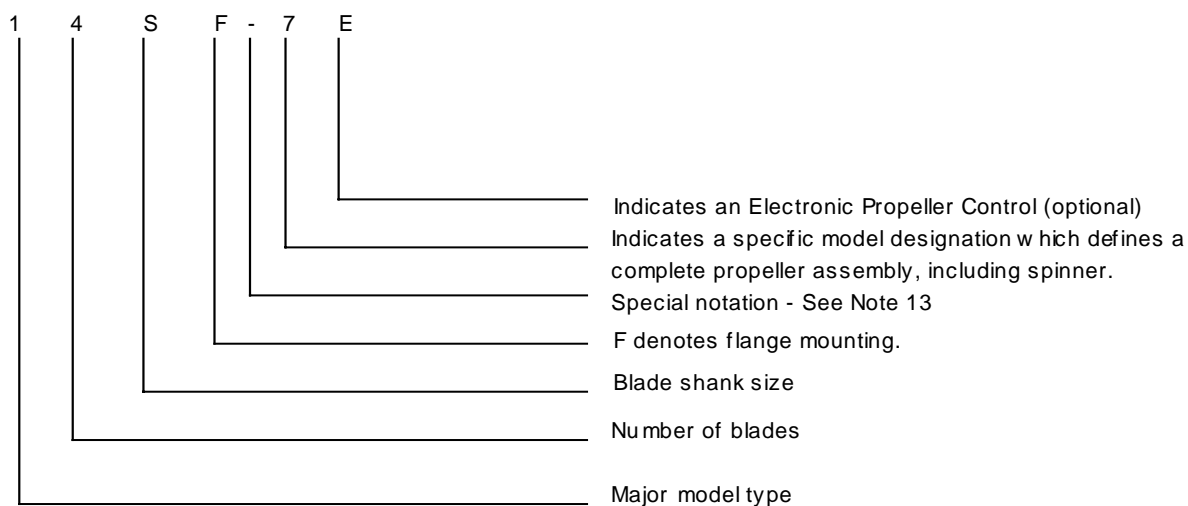 1 4 S F - 7 E
Indicates an Electronic Propeller Control (optional)
Indicates a specific model designation which defines a
complete propeller assembly, including spinner.
Special notation - See Note 13
F denotes flange mounting.
Blade shank size
Number of blades
Major model type